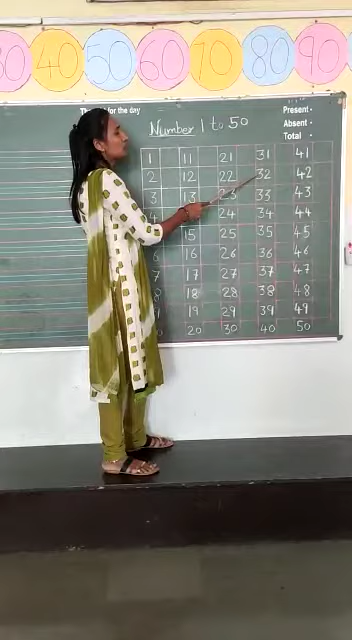 30 40 50 60 70 80 90
Thought for the day
Present :
Absent :
Total :
Number 1 to 50
1 11 21 31 41
2 12 22 32 42
3 13 23 33 43
4 24 34 44
15 25 35 45
6 16 26 36 46
7 17 27 37 47
18 28 38 48
19 29 39 49
20 30 40 50